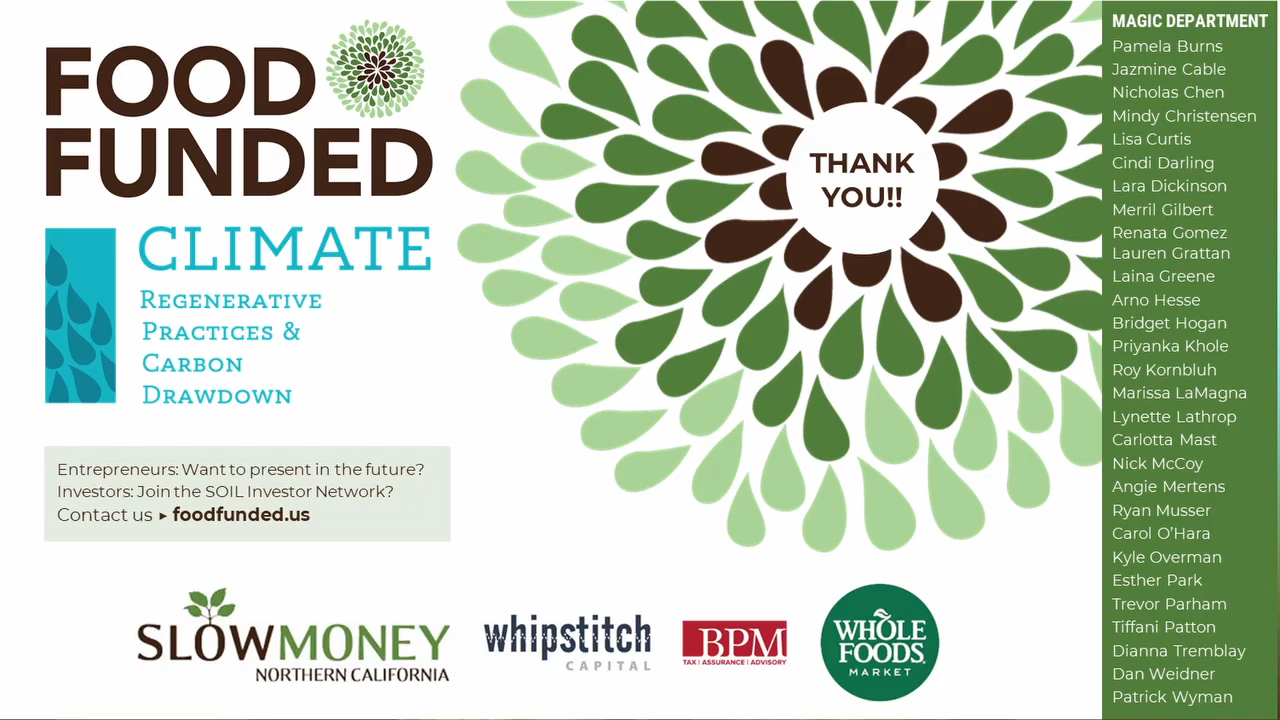 FOOD
FUNDED
CLIMATE
Regenerative
Practices &
Carbon
Drawdown
Entrepreneurs: Want to present in the future?
Investors: Join the SOIL Investor Network?
Contact us ▸ foodfunded.us
THANK
YOU!!
SLOWMONEY
NORTHERN CALIFORNIA
whipstitch
CAPITAL
BPM
TAX | ASSURANCE | ADVISORY
WHOLE
FOODS
MARKET
MAGIC DEPARTMENT
Pamela Burns
Jazmine Cable
Nicholas Chen
Mindy Christensen
Lisa Curtis
Cindi Darling
Lara Dickinson
Merril Gilbert
Renata Gomez
Lauren Grattan
Laina Greene
Arno Hesse
Bridget Hogan
Priyanka Khole
Roy Kornbluh
Marissa LaMagna
Lynette Lathrop
Carlotta Mast
Nick McCoy
Angie Mertens
Ryan Musser
Carol O'Hara
Kyle Overman
Esther Park
Trevor Parham
Tiffani Patton
Dianna Tremblay
Dan Weidner
Patrick Wyman